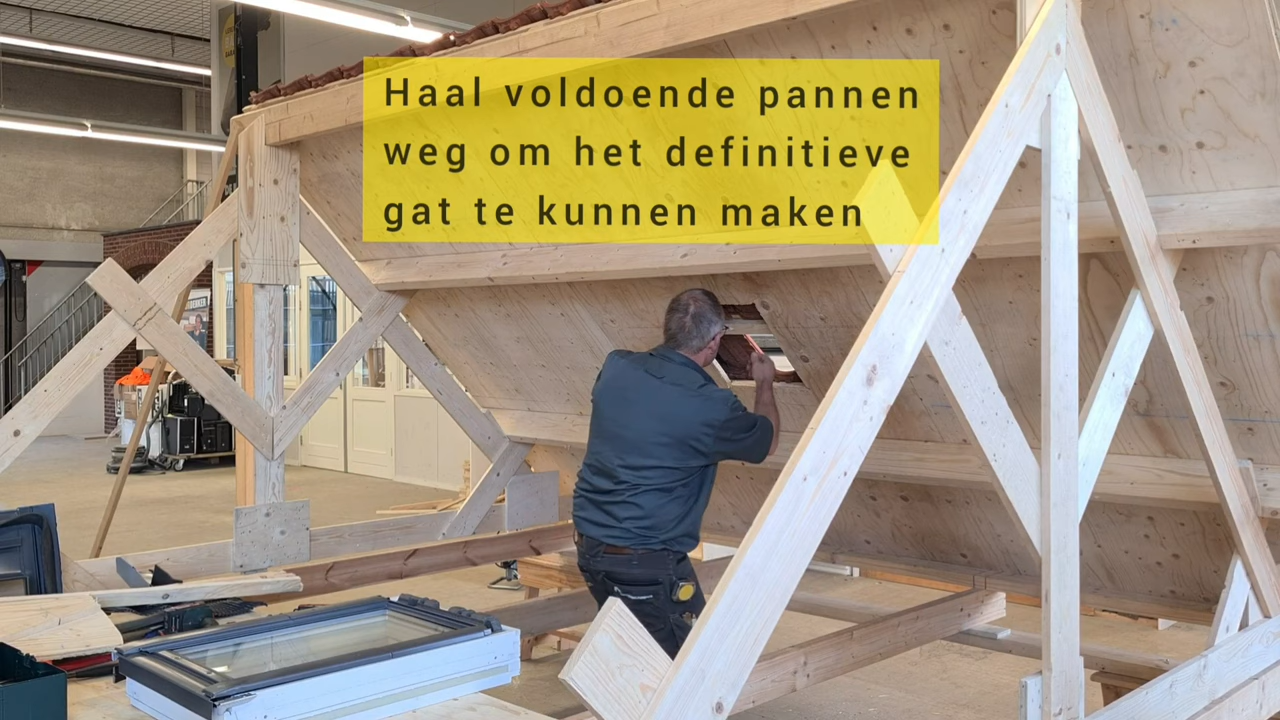 Haal voldoende pannen
weg om het definitieve
gat te kunnen maken